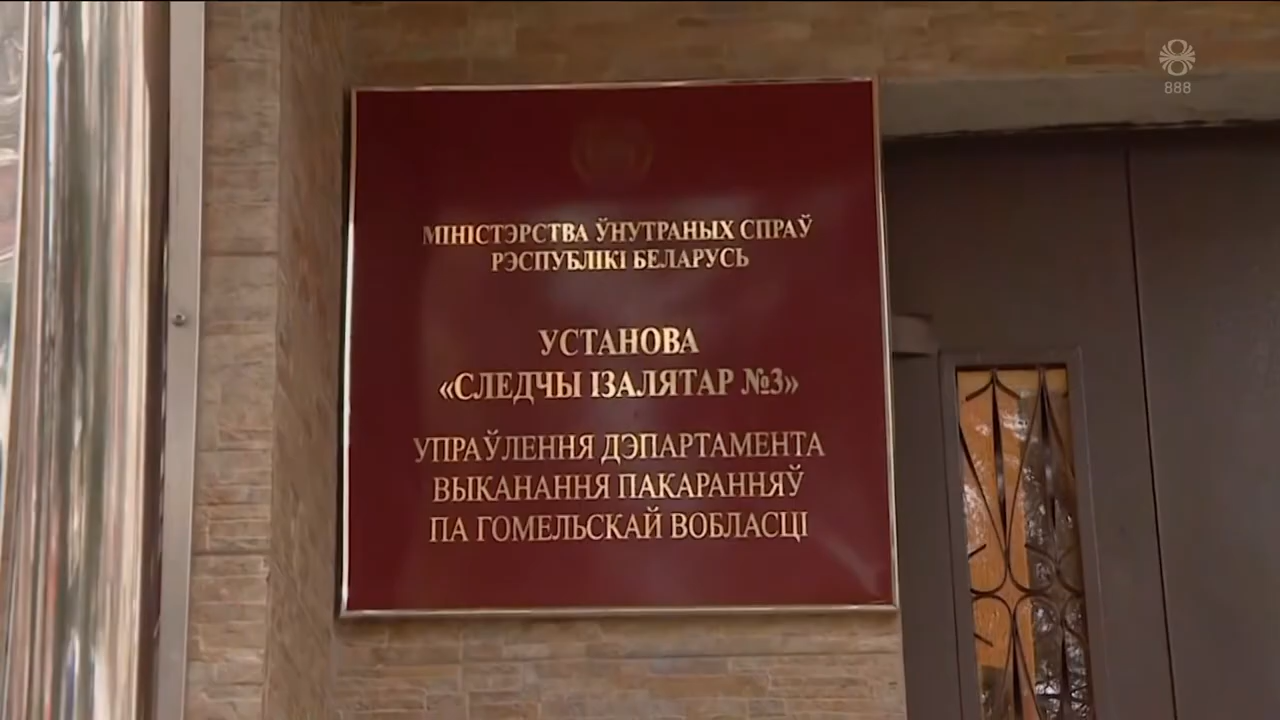 888
МІНІСТЭРСТВА ЎНУТРАНЫХ СПРАЎ
РЭСПУБЛІКІ БЕЛАРУСЬ
УСТАНОВА
«СЛЕДЧЫ ІЗАЛЯТАР №3»
УПРАЎЛЕННЯ ДЭПАРТАМЕНТА
ВЫКАНАННЯ ПАКАРАННЯЎ
ПА ГОМЕЛЬСКАЙ ВОБЛАСЦІ